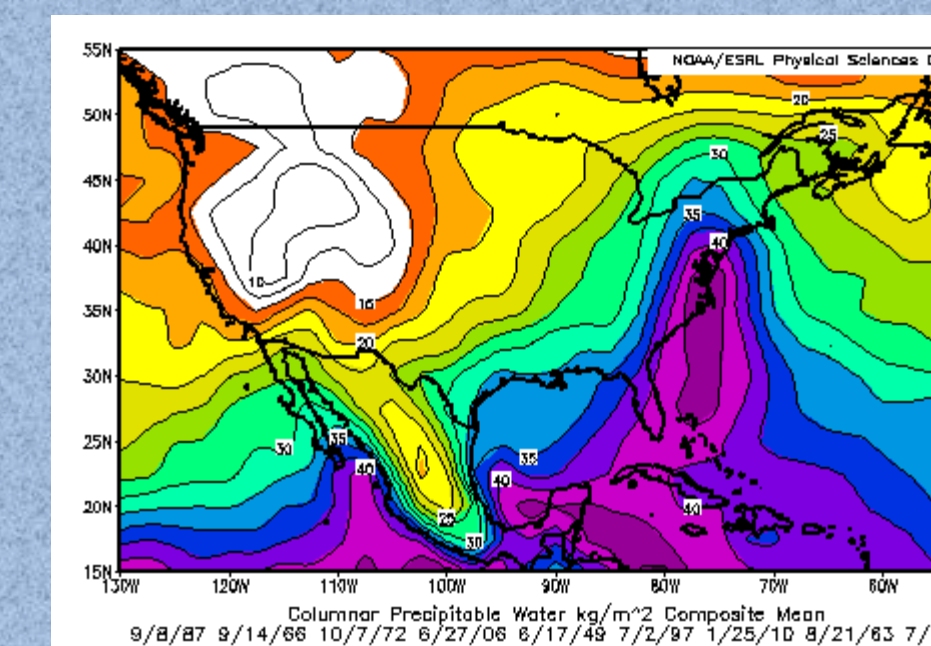 NOAA/ESRL Physical Sciences D
55N
50N
45N
40N
35N
30N
25N
20N
15N
20
25
30
35
40
10
15
20
30
35
40
25
30
35
40
40
130W 120W 110W 100W 90W 80W 70W 60W
Columnar Precipitable Water kg/m^2 Composite Mean
9/8/87 9/14/66 10/7/72 6/27/06 6/17/49 7/2/97 1/25/10 8/21/63 7/